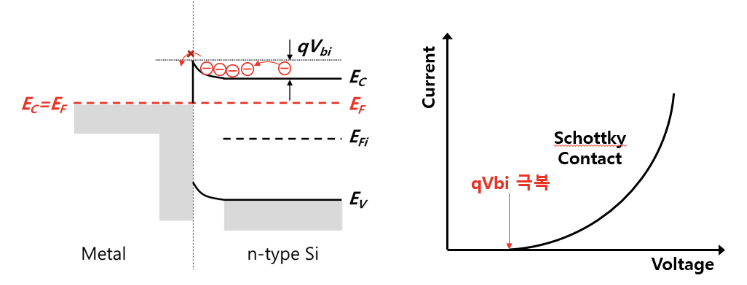 qVbi
EC
EC=EF
EF
EFi
EV
Metal
n-type Si
Current
Schottky
Contact
qVbi 극복
Voltage